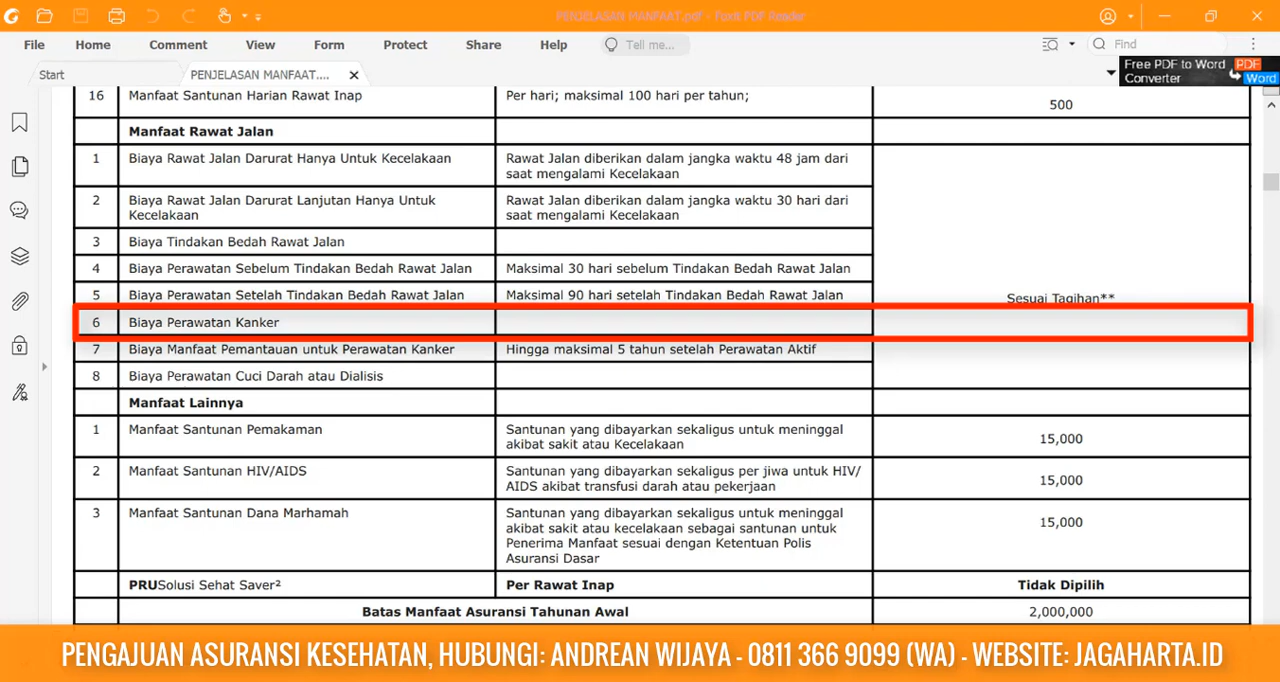 PENJELASAN MANFAAT.pdf - Foxit PDF Reader
File Home Comment View Form Protect Share Help Tell me... Find
Start PENJELASAN MANFAAT....
Free PDF to Word Converter PDF Word
16 Manfaat Santunan Harian Rawat Inap Per hari; maksimal 100 hari per tahun; 500
Manfaat Rawat Jalan
1 Biaya Rawat Jalan Darurat Hanya Untuk Kecelakaan Rawat Jalan diberikan dalam jangka waktu 48 jam dari
saat mengalami Kecelakaan
2 Biaya Rawat Jalan Darurat Lanjutan Hanya Untuk Rawat Jalan diberikan dalam jangka waktu 30 hari dari
Kecelakaan saat mengalami Kecelakaan
3 Biaya Tindakan Bedah Rawat Jalan
4 Biaya Perawatan Sebelum Tindakan Bedah Rawat Jalan Maksimal 30 hari sebelum Tindakan Bedah Rawat Jalan
5 Biaya Perawatan Setelah Tindakan Bedah Rawat Jalan Maksimal 90 hari setelah Tindakan Bedah Rawat Jalan
Sesuai Tagihan**
6 Biaya Perawatan Kanker
7 Biaya Manfaat Pemantauan untuk Perawatan Kanker Hingga maksimal 5 tahun setelah Perawatan Aktif
8 Biaya Perawatan Cuci Darah atau Dialisis
Manfaat Lainnya
1 Manfaat Santunan Pemakaman Santunan yang dibayarkan sekaligus untuk meninggal
akibat sakit atau Kecelakaan 15,000
2 Manfaat Santunan HIV/AIDS Santunan yang dibayarkan sekaligus per jiwa untuk HIV/
AIDS akibat transfusi darah atau pekerjaan 15,000
3 Manfaat Santunan Dana Marhamah Santunan yang dibayarkan sekaligus untuk meninggal
akibat sakit atau kecelakaan sebagai santunan untuk 15,000
Penerima Manfaat sesuai dengan Ketentuan Polis
Asuransi Dasar
PRUSolusi Sehat Saver² Per Rawat Inap Tidak Dipilih
Batas Manfaat Asuransi Tahunan Awal 2,000,000
PENGAJUAN ASURANSI KESEHATAN, HUBUNGI: ANDREAN WIJAYA - 0811 366 9099 (WA) - WEBSITE: JAGAHARTA.ID